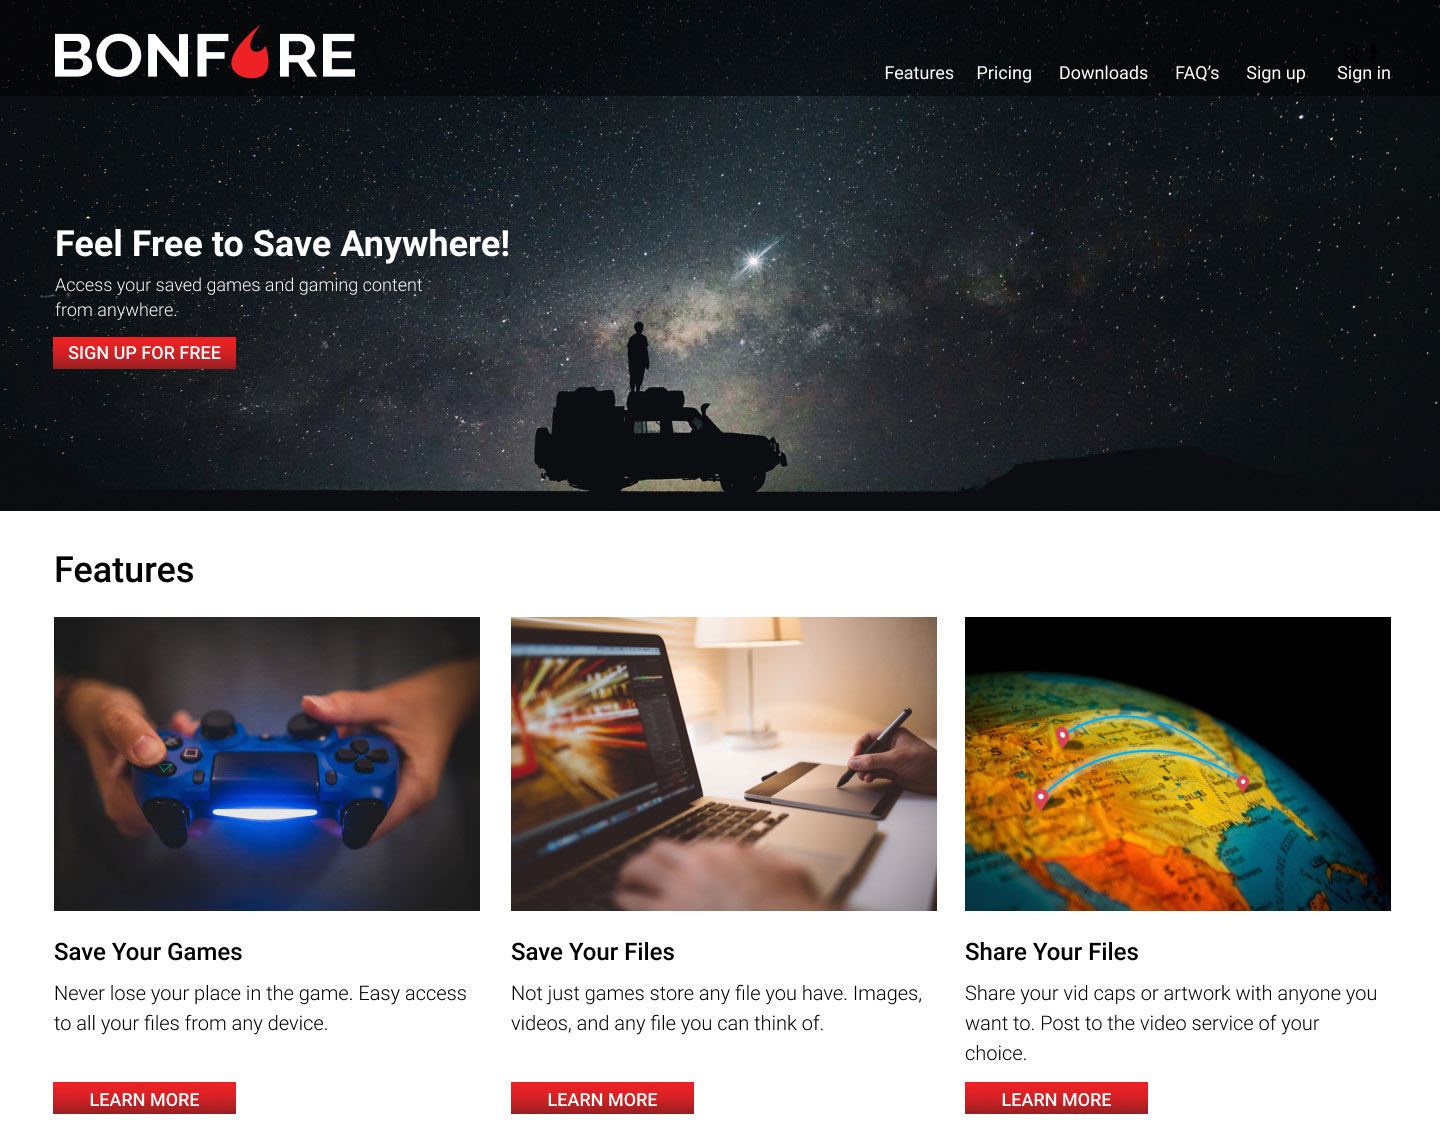 BONFIRE
Features Pricing Downloads FAQ's Sign up Sign in
Feel Free to Save Anywhere!
Access your saved games and gaming content
from anywhere.
SIGN UP FOR FREE
Features
Save Your Games
Never lose your place in the game. Easy access
to all your files from any device.
LEARN MORE
Save Your Files
Not just games store any file you have. Images,
videos, and any file you can think of.
LEARN MORE
Share Your Files
Share your vid caps or artwork with anyone you
want to. Post to the video service of your
choice.
LEARN MORE